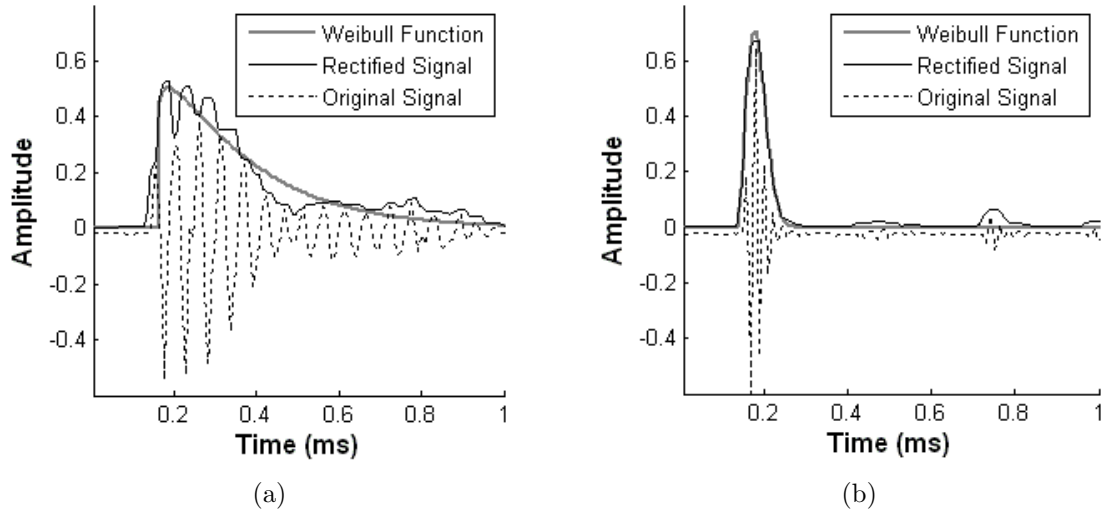 Weibull Function
Rectified Signal
Original Signal
0.6
0.4
0.2
0
-0.2
-0.4
Amplitude
0.2 0.4 0.6 0.8 1
Time (ms)
(a)
Weibull Function
Rectified Signal
Original Signal
0.6
0.4
0.2
0
-0.2
-0.4
Amplitude
0.2 0.4 0.6 0.8 1
Time (ms)
(b)